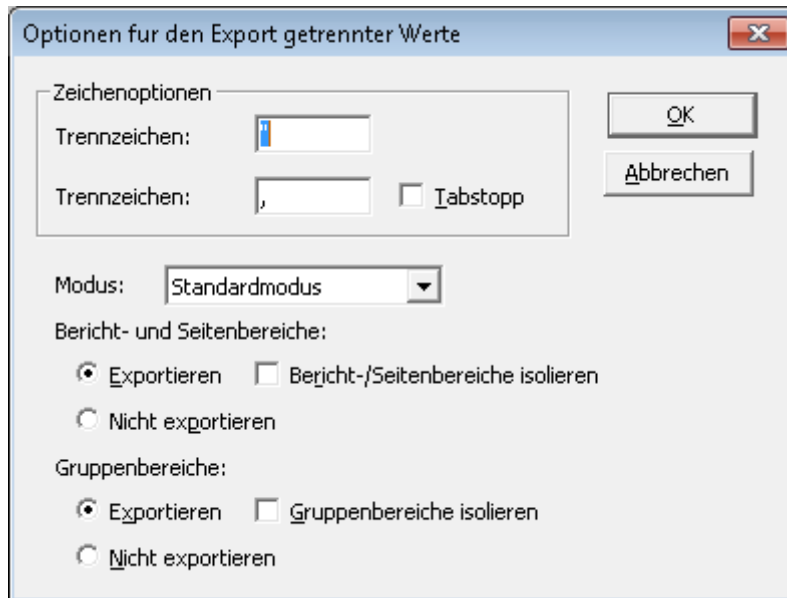 Optionen fur den Export getrennter Werte
Zeichenoptionen
Trennzeichen: "
Trennzeichen: , Tabstopp
OK
Abbrechen
Modus: Standardmodus
Bericht- und Seitenbereiche:
Exportieren Bericht-/Seitenbereiche isolieren
Nicht exportieren
Gruppenbereiche:
Exportieren Gruppenbereiche isolieren
Nicht exportieren